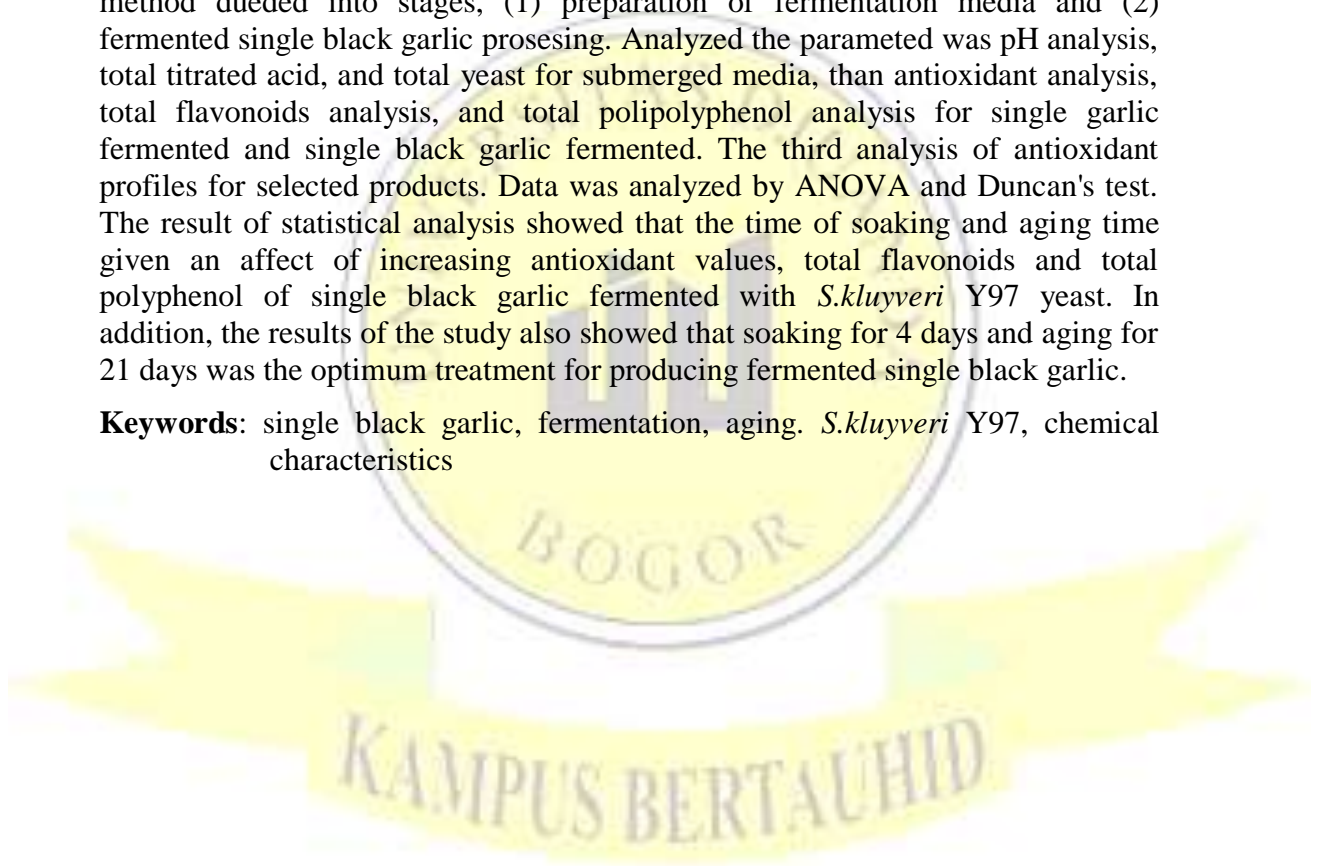 method dueded into stages, (1) preparation of fermentation media and (2)
fermented single black garlic prosesing. Analyzed the parameted was pH analysis,
total titrated acid, and total yeast for submerged media, than antioxidant analysis,
total flavonoids analysis, and total polipolyphenol analysis for single garlic
fermented and single black garlic fermented. The third analysis of antioxidant
profiles for selected products. Data was analyzed by ANOVA and Duncan's test.
The result of statistical analysis showed that the time of soaking and aging time
given an affect of increasing antioxidant values, total flavonoids and total
polyphenol of single black garlic fermented with S.kluyveri Y97 yeast. In
addition, the results of the study also showed that soaking for 4 days and aging for
21 days was the optimum treatment for producing fermented single black garlic.
Keywords: single black garlic, fermentation, aging. S.kluyveri Y97, chemical
characteristics
BOGOR
KAMPUS BERTAUHID